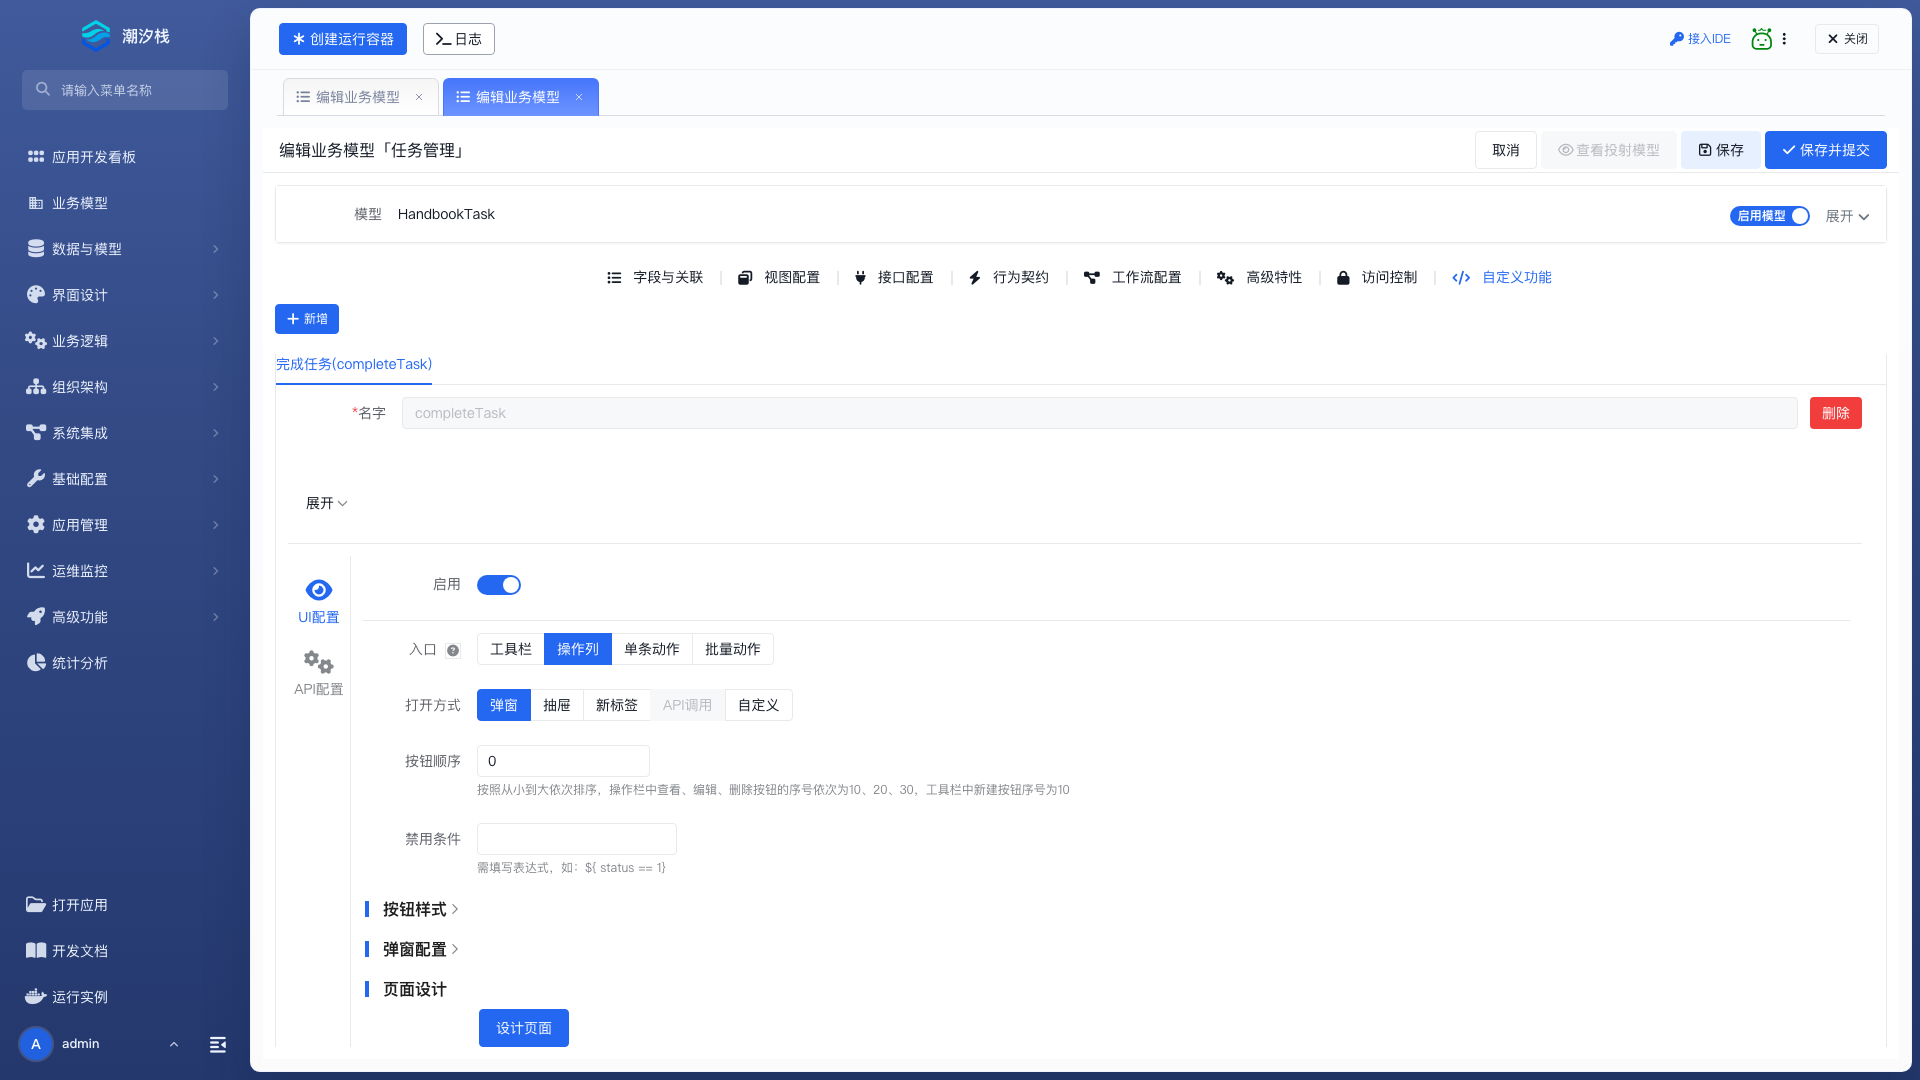 潮汐栈
请输入菜单名称
应用开发看板
业务模型
数据与模型
界面设计
业务逻辑
组织架构
系统集成
基础配置
应用管理
运维监控
高级功能
统计分析
打开应用
开发文档
运行实例
A admin
创建运行容器 日志 接入IDE 关闭
编辑业务模型 编辑业务模型
编辑业务模型「任务管理」 取消 查看投射模型 保存 保存并提交
模型 HandbookTask 启用模型 展开
字段与关联 视图配置 接口配置 行为契约 工作流配置 高级特性 访问控制 自定义功能
新增
完成任务(completeTask)
*名字 completeTask 删除
展开
UI配置
API配置
启用
入口 工具栏 操作列 单条动作 批量动作
打开方式 弹窗 抽屉 新标签 API调用 自定义
按钮顺序 0
按照从小到大依次排序，操作栏中查看、编辑、删除按钮的序号依次为10、20、30，工具栏中新建按钮序号为10
禁用条件
需填写表达式，如：${ status == 1}
按钮样式
弹窗配置
页面设计
设计页面